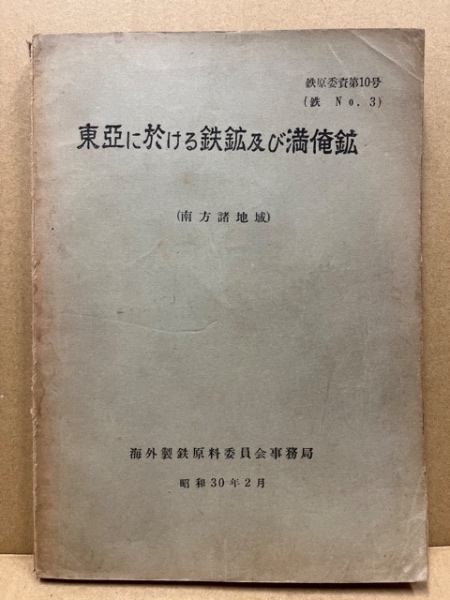 鉄原委資第10号
(鉄 No. 3)
東亞に於ける鉄鉱及び満俺鉱
(南方諸地域)
海外製鉄原料委員会事務局
昭和30年2月